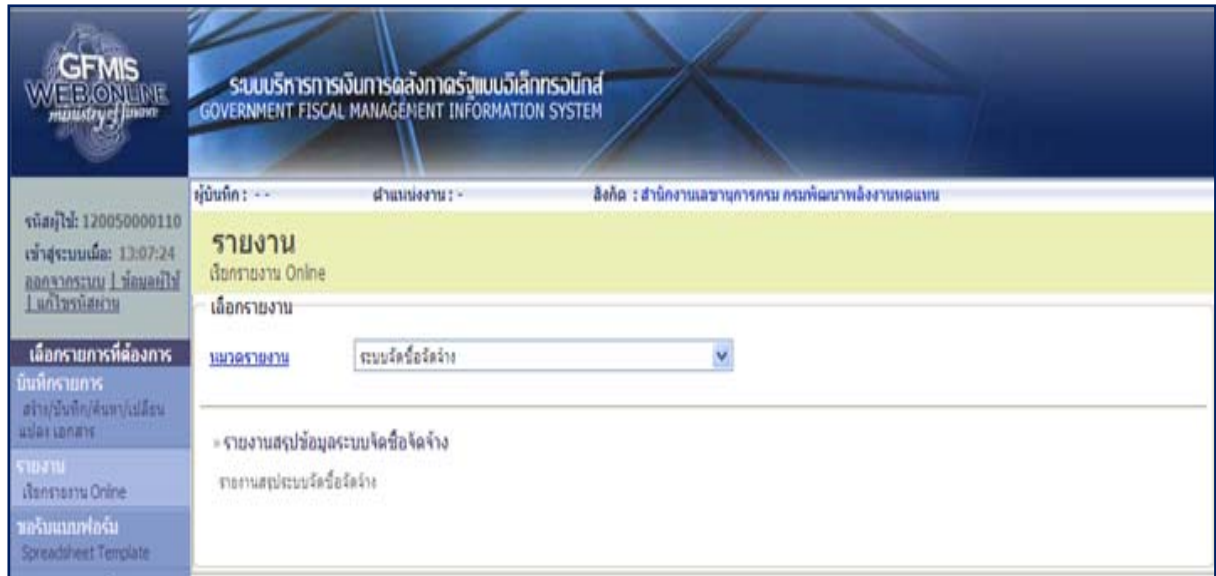 GFMIS
WEB ONLINE
ministry of finance
ระบบบริหารการเงินการคลังภาครัฐแบบอิเล็กทรอนิกส์
GOVERNMENT FISCAL MANAGEMENT INFORMATION SYSTEM
ผู้บันทึก : - - ตำแหน่งงาน : - สังกัด : สำนักงานเลขานุการกรม กรมพัฒนาพลังงานทดแทน
รหัสผู้ใช้: 120050000110
เข้าสู่ระบบเมื่อ: 13:07:24
ออกจากระบบ | ข้อมูลผู้ใช้
| แก้ไขรหัสผ่าน
เลือกรายการที่ต้องการ
บันทึกรายการ
สร้าง/บันทึก/ค้นหา/เปลี่ยน
แปลง เอกสาร
รายงาน
เรียกรายงาน Online
ขอรับแบบฟอร์ม
Spreadsheet Template
รายงาน
เรียกรายงาน Online
เลือกรายงาน
หมวดรายงาน ระบบจัดซื้อจัดจ้าง
» รายงานสรุปข้อมูลระบบจัดซื้อจัดจ้าง
รายงานสรุประบบจัดซื้อจัดจ้าง